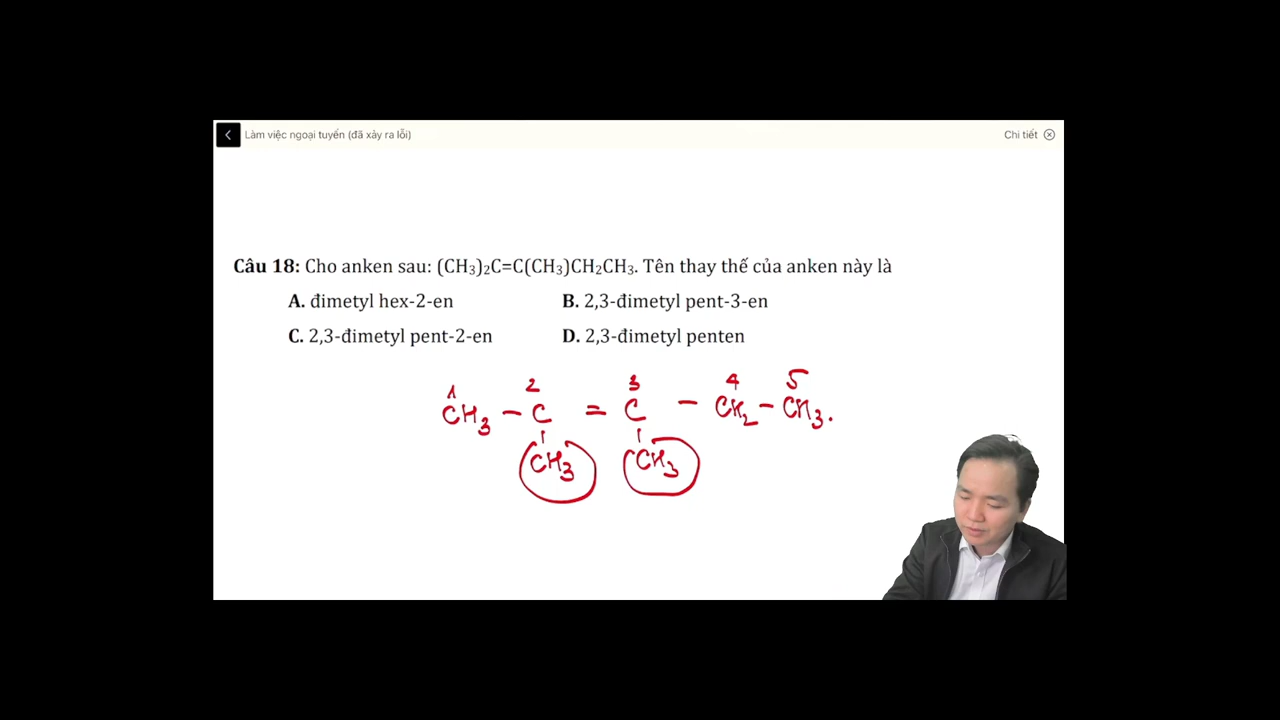 Làm việc ngoại tuyến (đã xảy ra lỗi) Chi tiết
Câu 18: Cho anken sau: (CH₃)₂C=C(CH₃)CH₂CH₃. Tên thay thế của anken này là
A. đimetyl hex-2-en B. 2,3-đimetyl pent-3-en
C. 2,3-đimetyl pent-2-en D. 2,3-đimetyl penten
1 2 3 4 5
CH₃ – C = C – CH₂ – CH₃.
CH₃ CH₃